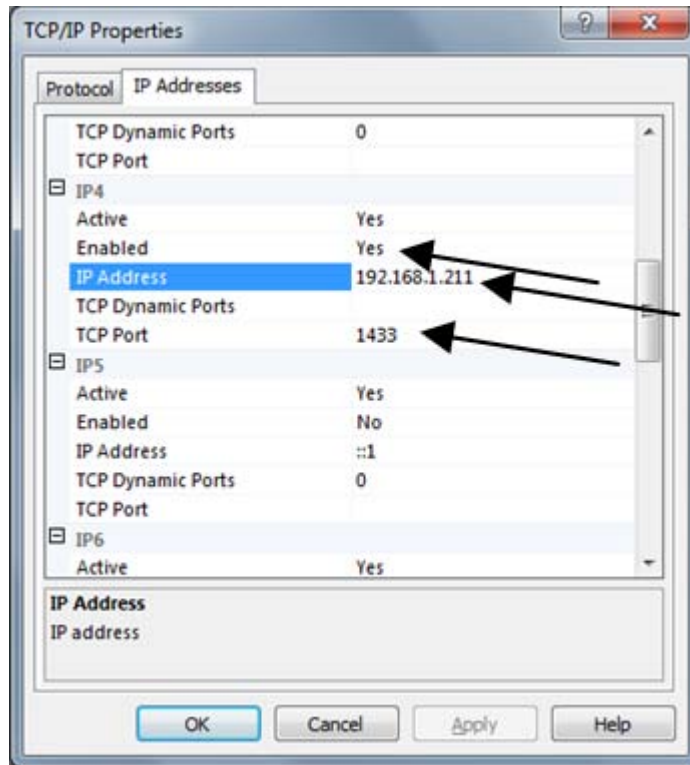 TCP/IP Properties
Protocol IP Addresses
TCP Dynamic Ports 0
TCP Port
IP4
Active Yes
Enabled Yes
IP Address 192.168.1.211
TCP Dynamic Ports
TCP Port 1433
IP5
Active Yes
Enabled No
IP Address ::1
TCP Dynamic Ports 0
TCP Port
IP6
Active Yes
IP Address
IP address
OK Cancel Apply Help